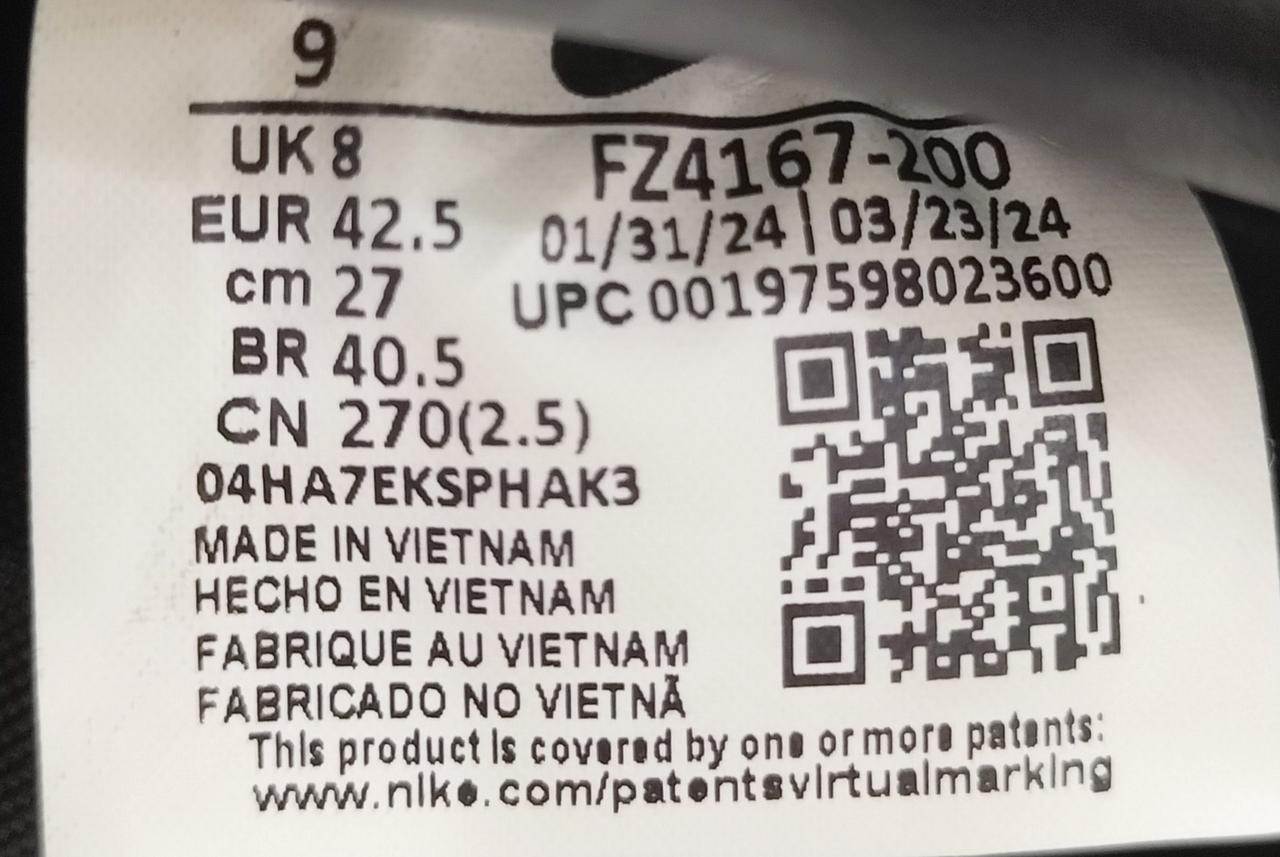 9
UK 8
FZ4167-200
EUR 42.5
01/31/24 | 03/23/24
cm 27
UPC 00197598023600
BR 40.5
CN 270(2.5)
04HA7EKSPHAK3
MADE IN VIETNAM
HECHO EN VIETNAM
FABRIQUE AU VIETNAM
FABRICADO NO VIETNÃ
This product is covered by one or more patents:
www.nike.com/patentsvirtualmarking